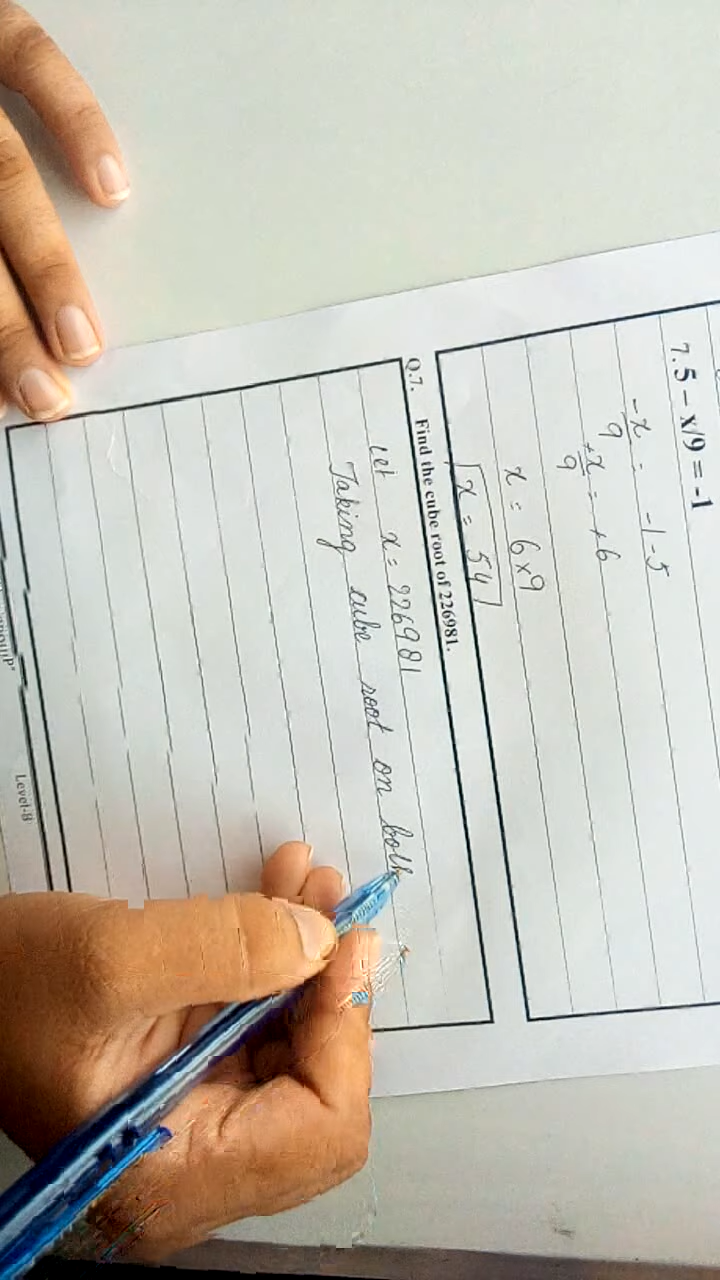 7. 5 – x/9 = -1
-x/9 = -1-5
+x/9 = +6
x = 6×9
x = 54
Q.7. Find the cube root of 226981.
Let x = 226981
Taking cube root on both
Level-8